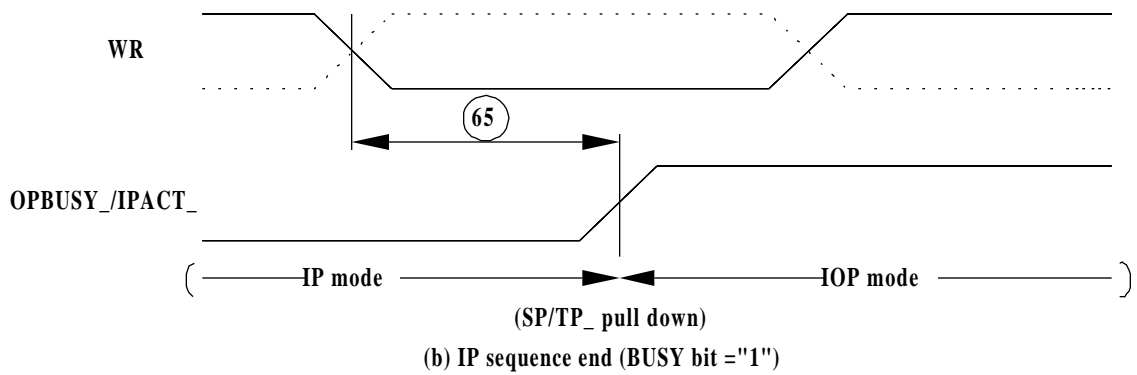 WR
65
OPBUSY_/IPACT_
( IP mode IOP mode )
(SP/TP_ pull down)
(b) IP sequence end (BUSY bit ="1")